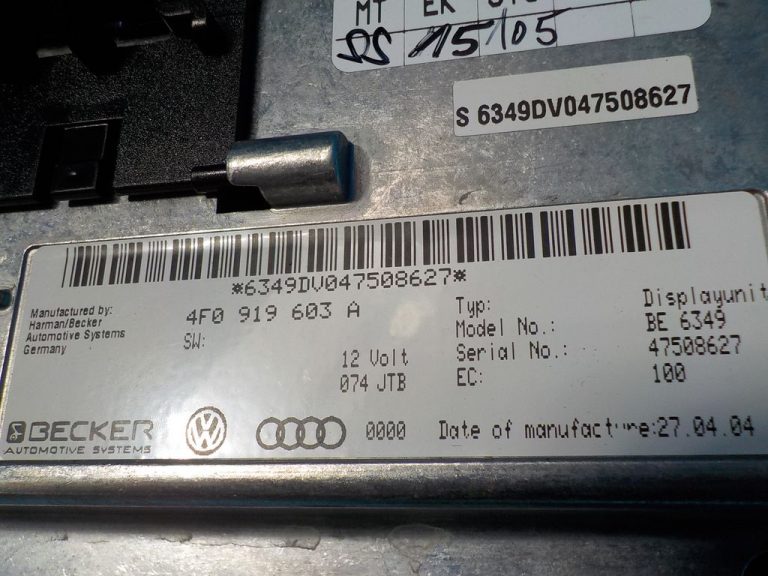 MT EK
15/05
S 6349DV047508627
*6349DV047508627*
Manufactured by:
Harman/Becker
Automotive Systems
Germany
4F0 919 603 A
SW:
12 Volt
074 JTB
Typ: Displayunit
Model No.: BE 6349
Serial No.: 47508627
EC: 100
BECKER
AUTOMOTIVE SYSTEMS
VW
0000
Date of manufacture:27.04.04